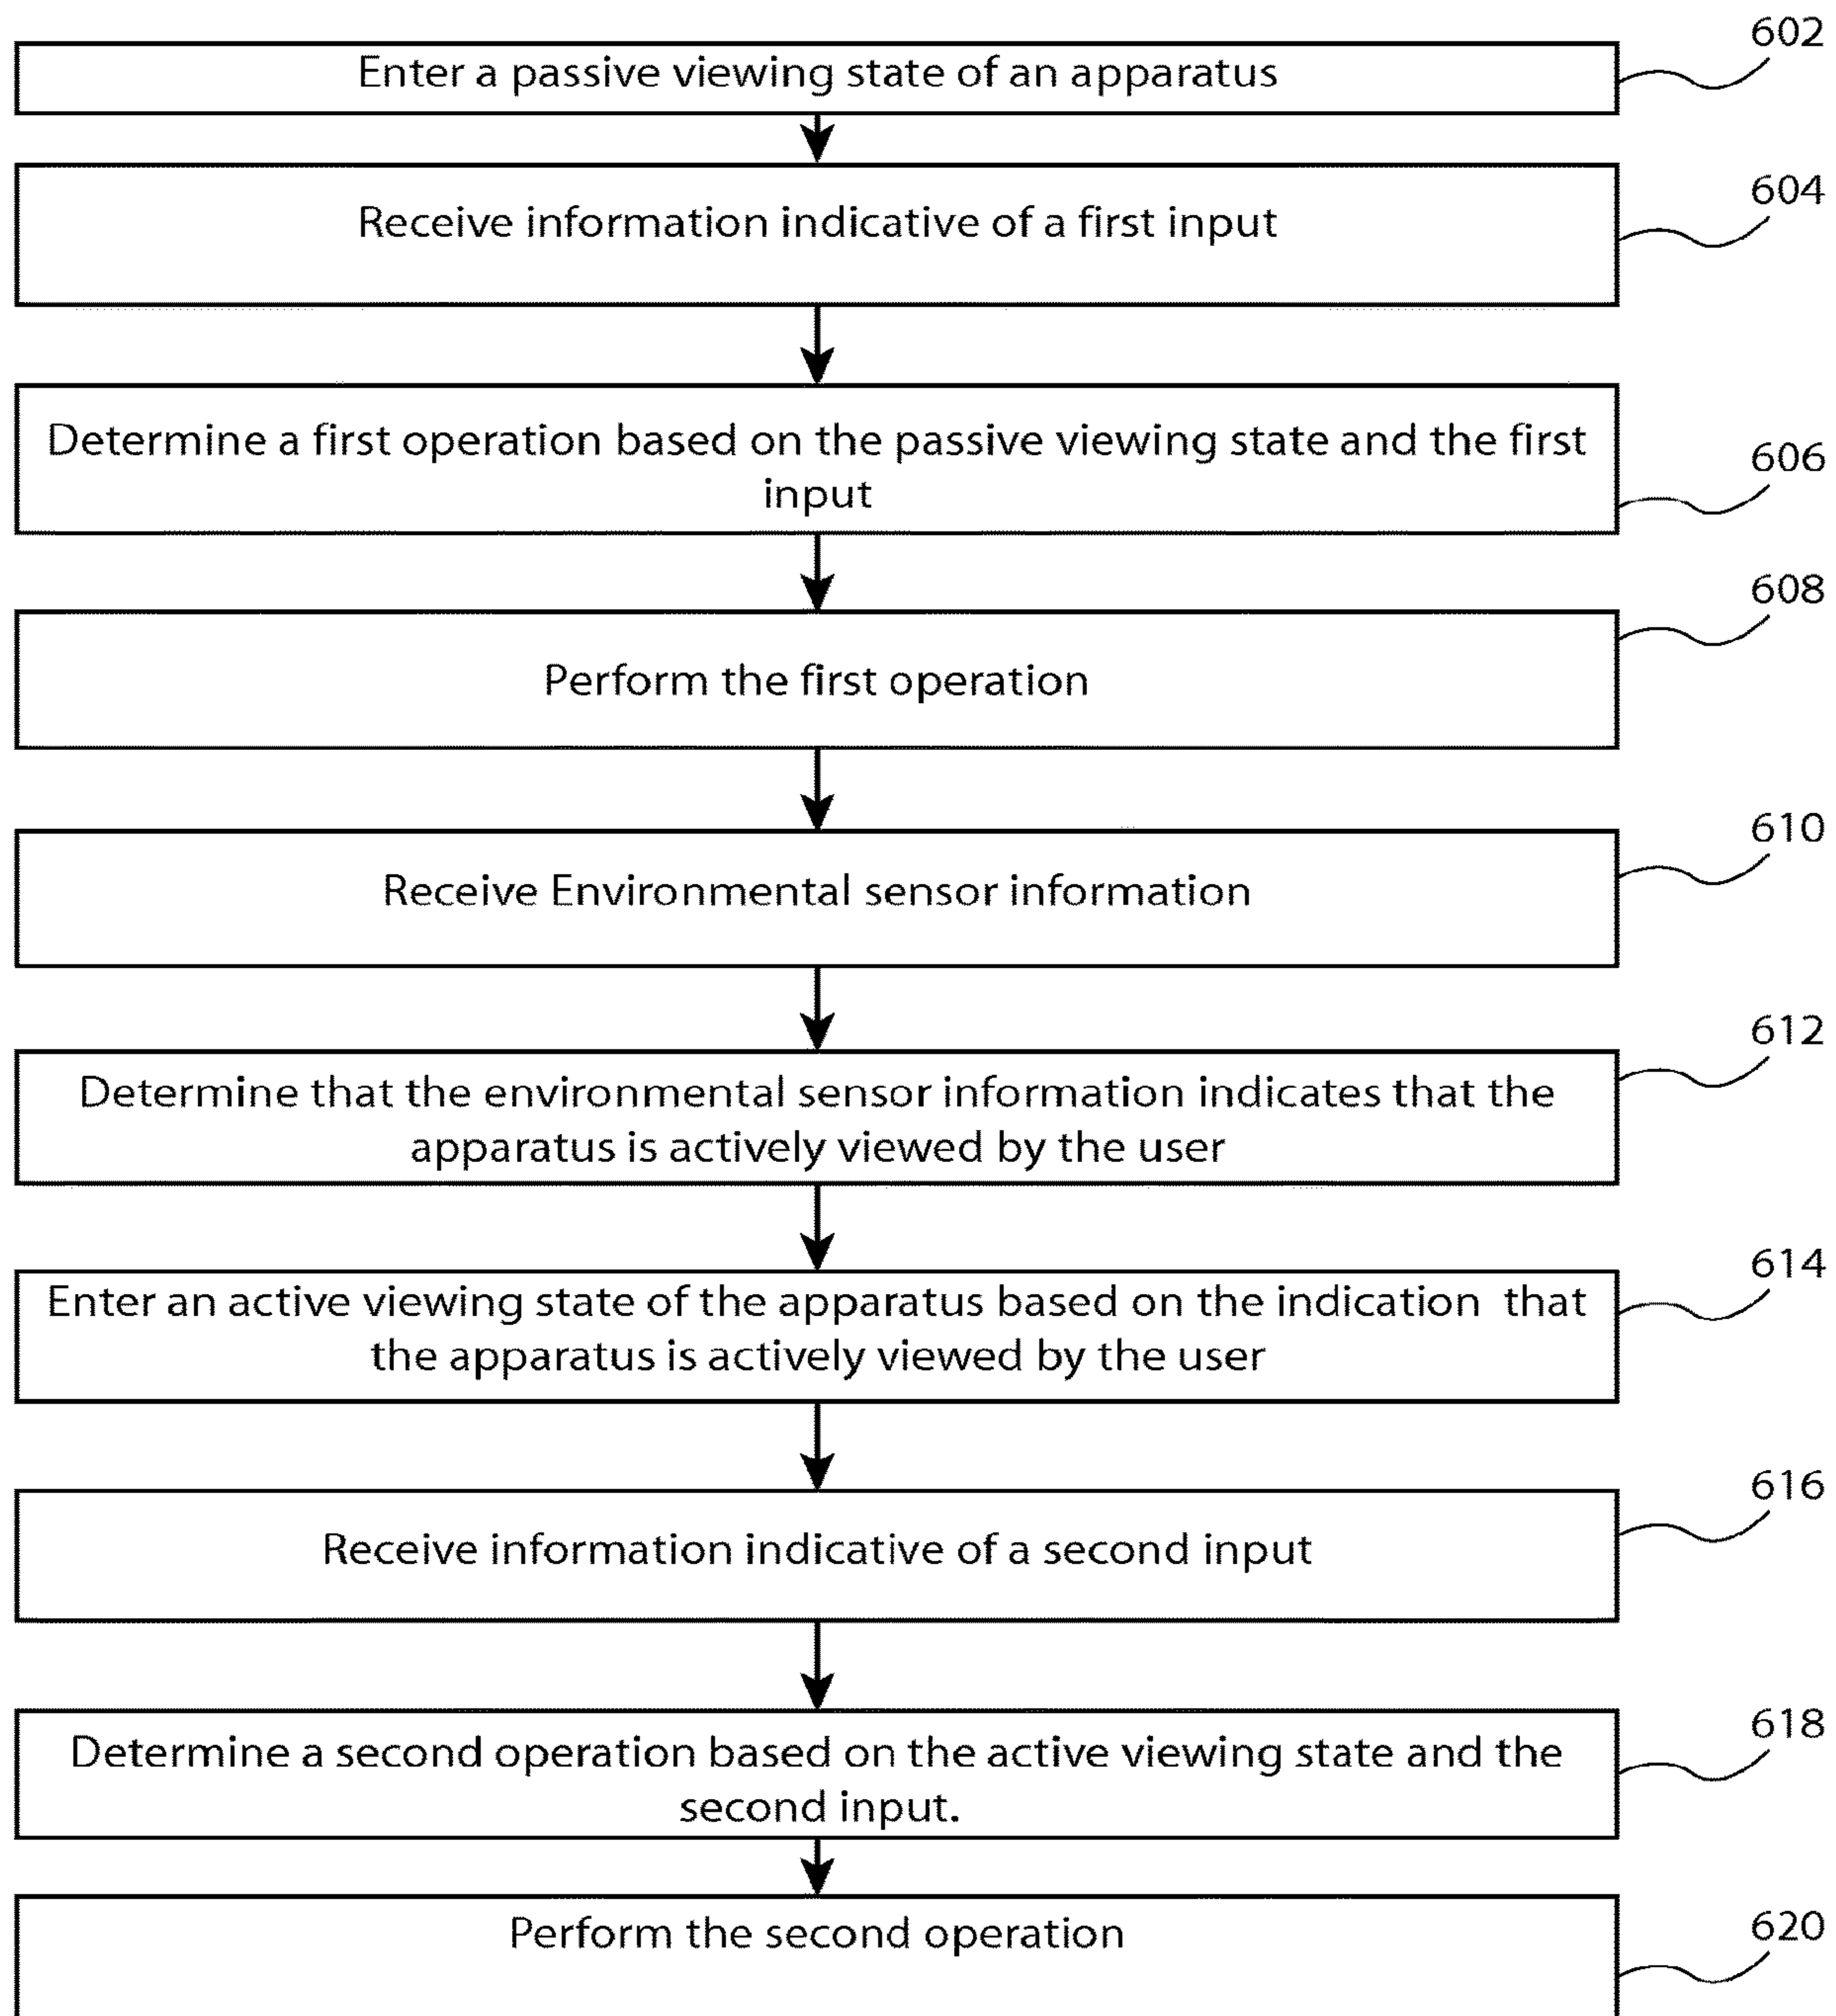 602
Enter a passive viewing state of an apparatus
604
Receive information indicative of a first input
Determine a first operation based on the passive viewing state and the first
input
606
608
Perform the first operation
610
Receive Environmental sensor information
612
Determine that the environmental sensor information indicates that the
apparatus is actively viewed by the user
614
Enter an active viewing state of the apparatus based on the indication that
the apparatus is actively viewed by the user
616
Receive information indicative of a second input
618
Determine a second operation based on the active viewing state and the
second input.
620
Perform the second operation